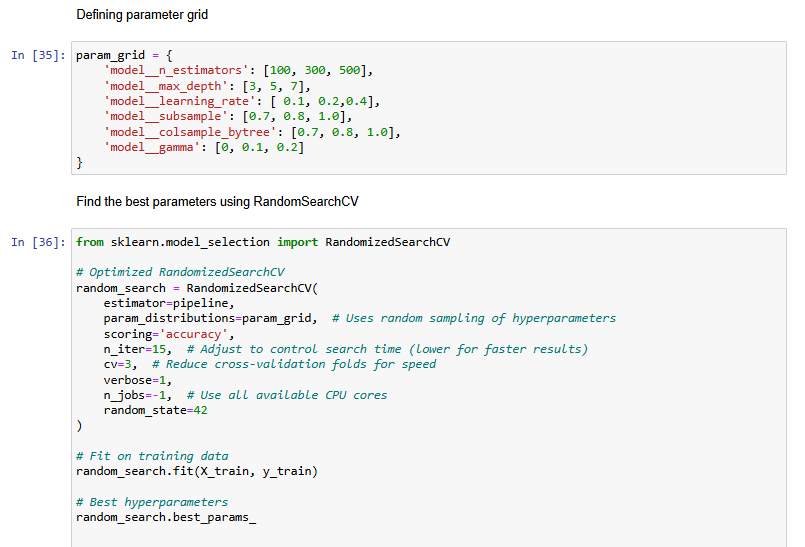 Defining parameter grid
In [35]: param_grid = {
    'model__n_estimators': [100, 300, 500],
    'model__max_depth': [3, 5, 7],
    'model__learning_rate': [ 0.1, 0.2,0.4],
    'model__subsample': [0.7, 0.8, 1.0],
    'model__colsample_bytree': [0.7, 0.8, 1.0],
    'model__gamma': [0, 0.1, 0.2]
}
Find the best parameters using RandomSearchCV
In [36]: from sklearn.model_selection import RandomizedSearchCV
# Optimized RandomizedSearchCV
random_search = RandomizedSearchCV(
    estimator=pipeline,
    param_distributions=param_grid,  # Uses random sampling of hyperparameters
    scoring='accuracy',
    n_iter=15,  # Adjust to control search time (lower for faster results)
    cv=3,  # Reduce cross-validation folds for speed
    verbose=1,
    n_jobs=-1,  # Use all available CPU cores
    random_state=42
)
# Fit on training data
random_search.fit(X_train, y_train)
# Best hyperparameters
random_search.best_params_